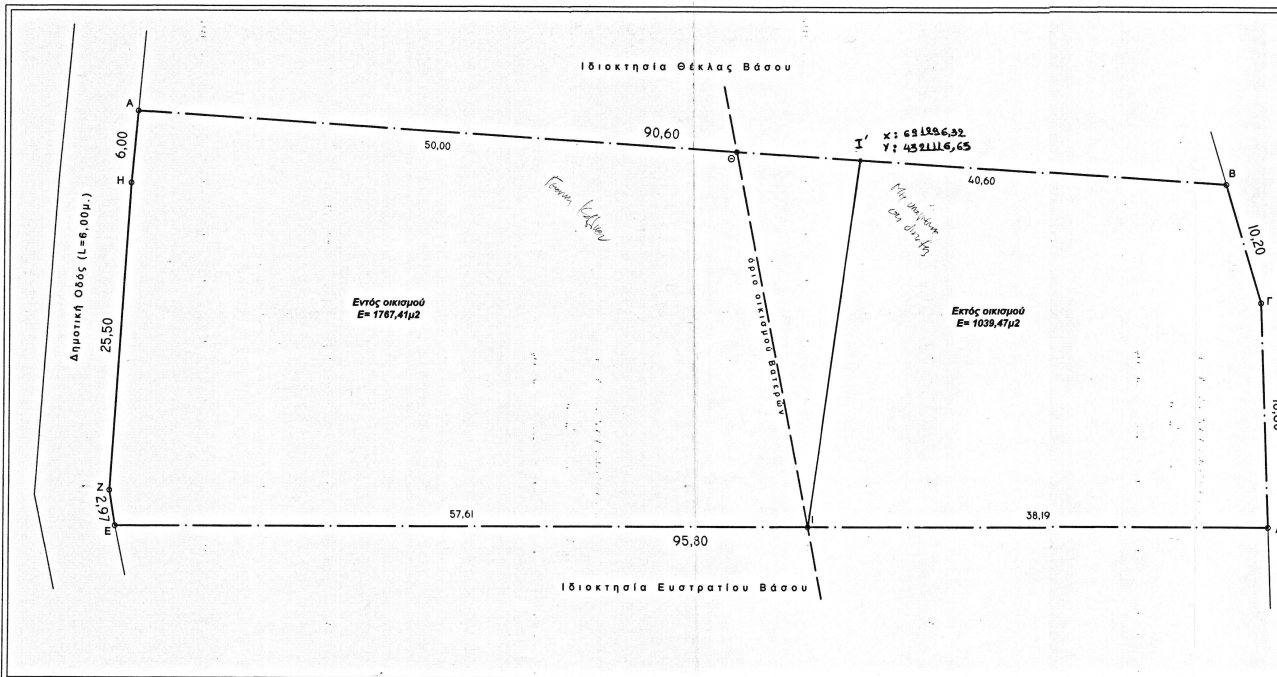 Ιδιοκτησία Θέκλας Βάσου
Α
90,60
I' X: 691296,32
Y: 4321116,65
6,00
50,00
Θ
40,60
Β
Η
Δημοτική Οδός (L=6,00μ.)
10,20
όριο οικισμού Βατερών
Εντός οικισμού
Ε= 1767,41μ2
Εκτός οικισμού
Ε= 1039,47μ2
Γ
25,50
Ζ
2,97
Ε
57,61
Ι
38,19
95,80
Ιδιοκτησία Ευστρατίου Βάσου